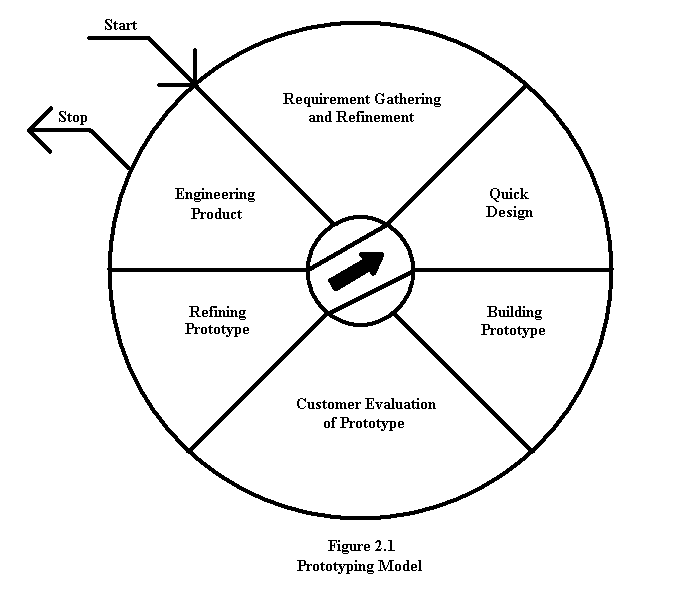 Start
Stop
Requirement Gathering
and Refinement
Quick
Design
Building
Prototype
Customer Evaluation
of Prototype
Refining
Prototype
Engineering
Product
Figure 2.1
Prototyping Model